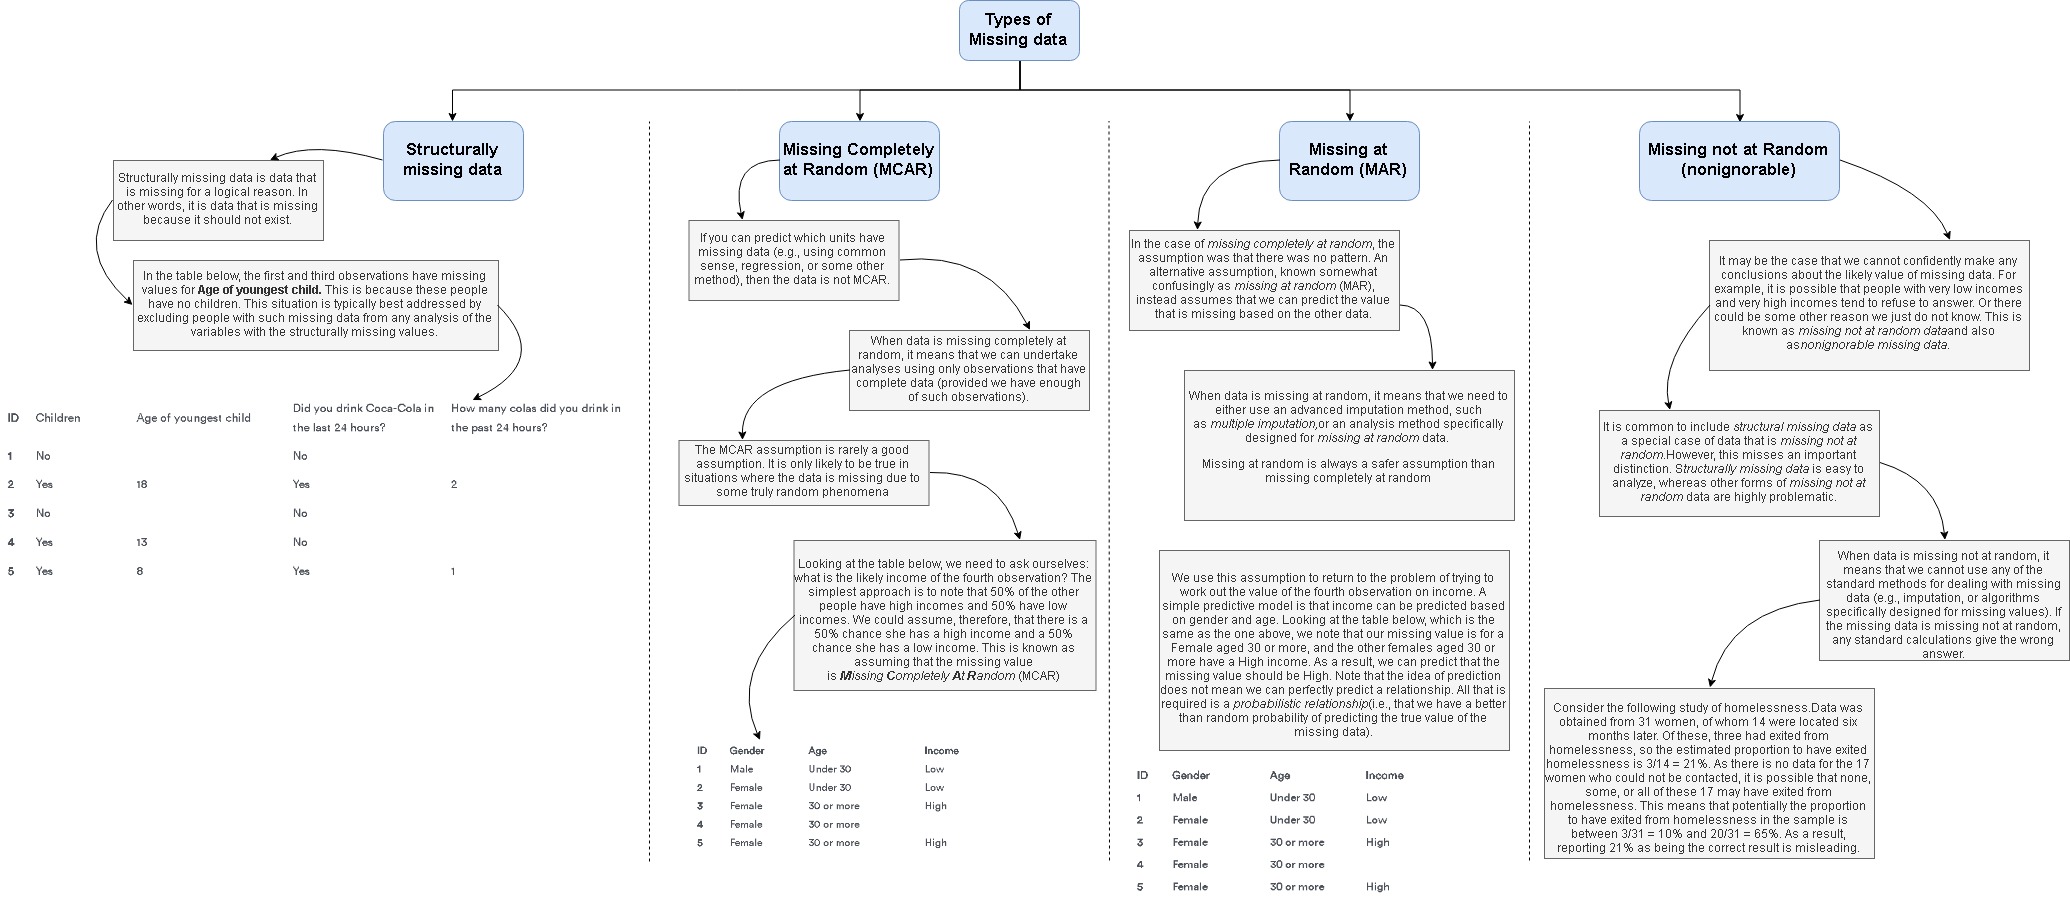 Types of
Missing data
Structurally
missing data
Structurally missing data is data that
is missing for a logical reason. In
other words, it is data that is missing
because it should not exist.
In the table below, the first and third observations have missing
values for Age of youngest child. This is because these people
have no children. This situation is typically best addressed by
excluding people with such missing data from any analysis of the
variables with the structurally missing values.
ID Children Age of youngest child Did you drink Coca-Cola in the last 24 hours? How many colas did you drink in the past 24 hours?
1 No No
2 Yes 18 Yes 2
3 No No
4 Yes 13 No
5 Yes 8 Yes 1
Missing Completely
at Random (MCAR)
If you can predict which units have
missing data (e.g., using common
sense, regression, or some other
method), then the data is not MCAR.
When data is missing completely at
random, it means that we can undertake
analyses using only observations that have
complete data (provided we have enough
of such observations).
The MCAR assumption is rarely a good
assumption. It is only likely to be true in
situations where the data is missing due to
some truly random phenomena
Looking at the table below, we need to ask ourselves:
what is the likely income of the fourth observation? The
simplest approach is to note that 50% of the other
people have high incomes and 50% have low
incomes. We could assume, therefore, that there is a
50% chance she has a high income and a 50%
chance she has a low income. This is known as
assuming that the missing value
is Missing Completely At Random (MCAR)
ID Gender Age Income
1 Male Under 30 Low
2 Female Under 30 Low
3 Female 30 or more High
4 Female 30 or more
5 Female 30 or more High
Missing at
Random (MAR)
In the case of missing completely at random, the
assumption was that there was no pattern. An
alternative assumption, known somewhat
confusingly as missing at random (MAR),
instead assumes that we can predict the value
that is missing based on the other data.
When data is missing at random, it means that we need to
either use an advanced imputation method, such
as multiple imputation,or an analysis method specifically
designed for missing at random data.
Missing at random is always a safer assumption than
missing completely at random
We use this assumption to return to the problem of trying to
work out the value of the fourth observation on income. A
simple predictive model is that income can be predicted based
on gender and age. Looking at the table below, which is the
same as the one above, we note that our missing value is for a
Female aged 30 or more, and the other females aged 30 or
more have a High income. As a result, we can predict that the
missing value should be High. Note that the idea of prediction
does not mean we can perfectly predict a relationship. All that is
required is a probabilistic relationship(i.e., that we have a better
than random probability of predicting the true value of the
missing data).
ID Gender Age Income
1 Male Under 30 Low
2 Female Under 30 Low
3 Female 30 or more High
4 Female 30 or more
5 Female 30 or more High
Missing not at Random
(nonignorable)
It may be the case that we cannot confidently make any
conclusions about the likely value of missing data. For
example, it is possible that people with very low incomes
and very high incomes tend to refuse to answer. Or there
could be some other reason we just do not know. This is
known as missing not at random dataand also
asnonignorable missing data.
It is common to include structural missing data as
a special case of data that is missing not at
random.However, this misses an important
distinction. Structurally missing data is easy to
analyze, whereas other forms of missing not at
random data are highly problematic.
When data is missing not at random, it
means that we cannot use any of the
standard methods for dealing with missing
data (e.g., imputation, or algorithms
specifically designed for missing values). If
the missing data is missing not at random,
any standard calculations give the wrong
answer.
Consider the following study of homelessness.Data was
obtained from 31 women, of whom 14 were located six
months later. Of these, three had exited from
homelessness, so the estimated proportion to have exited
homelessness is 3/14 = 21%. As there is no data for the 17
women who could not be contacted, it is possible that none,
some, or all of these 17 may have exited from
homelessness. This means that potentially the proportion
to have exited from homelessness in the sample is
between 3/31 = 10% and 20/31 = 65%. As a result,
reporting 21% as being the correct result is misleading.